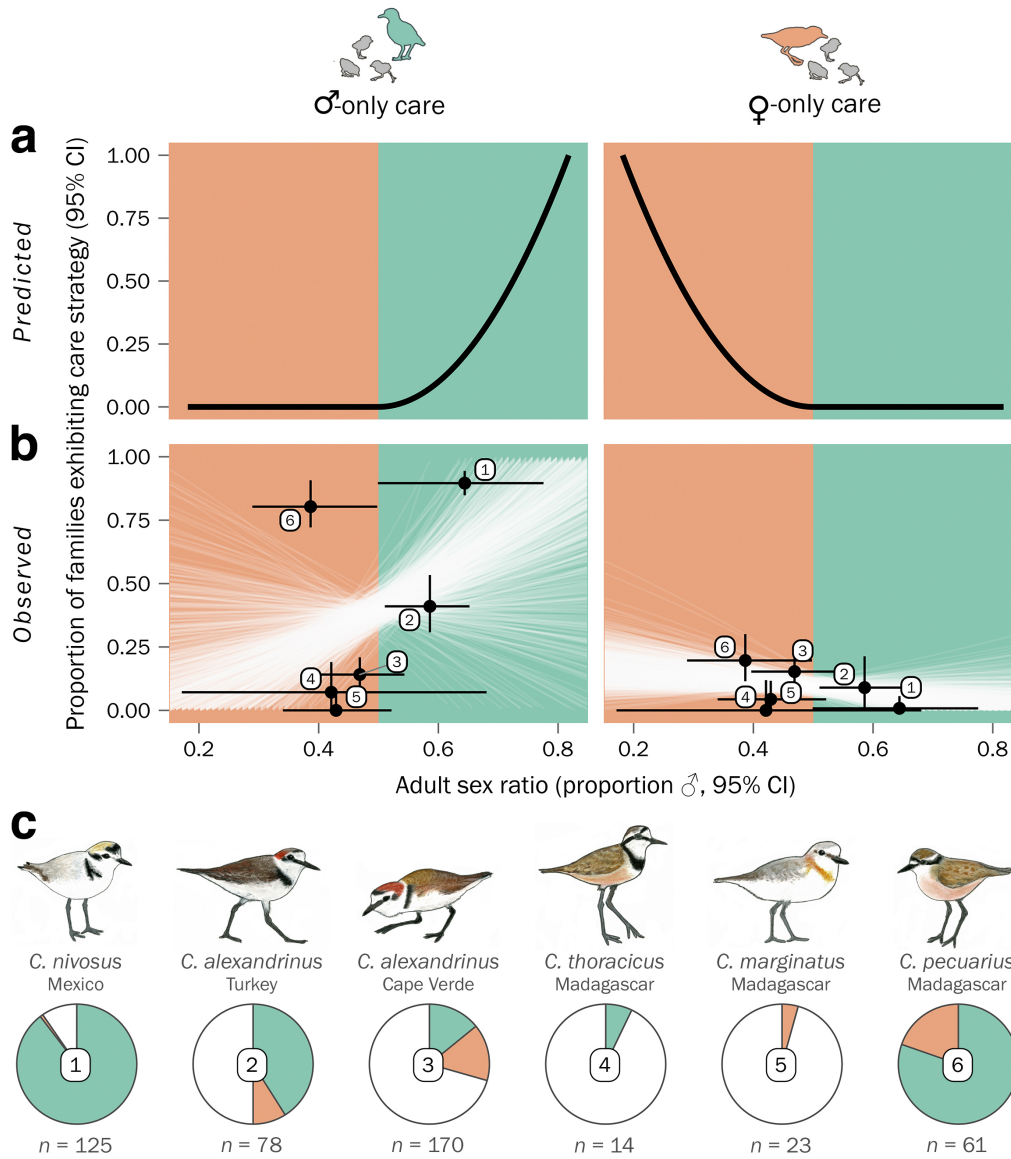 ♂-only care
♀-only care
a
Predicted
Proportion of families exhibiting care strategy (95% CI)
1.00
0.75
0.50
0.25
0.00
b
Observed
1.00
0.75
0.50
0.25
0.00
1
6
2
3
4
5
6
3
2
4
5
1
0.2
0.4
0.6
0.8
0.2
0.4
0.6
0.8
Adult sex ratio (proportion ♂, 95% CI)
c
C. nivosus
Mexico
C. alexandrinus
Turkey
C. alexandrinus
Cape Verde
C. thoracicus
Madagascar
C. marginatus
Madagascar
C. pecuarius
Madagascar
1
2
3
4
5
6
n = 125
n = 78
n = 170
n = 14
n = 23
n = 61